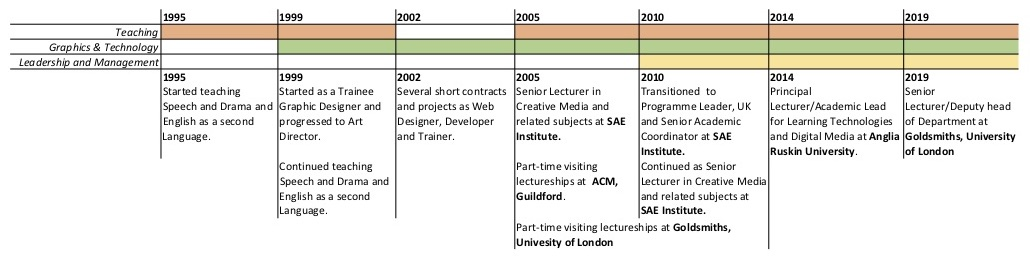 1995 1999 2002 2005 2010 2014 2019
Teaching
Graphics & Technology
Leadership and Management
1995
Started teaching
Speech and Drama and
English as a second
Language.
1999
Started as a Trainee
Graphic Designer and
progressed to Art
Director.
Continued teaching
Speech and Drama and
English as a second
Language.
2002
Several short contracts
and projects as Web
Designer, Developer
and Trainer.
2005
Senior Lecturer in
Creative Media and
related subjects at SAE
Institute.
Part-time visiting
lectureships at ACM,
Guildford.
Part-time visiting lectureships at Goldsmiths,
Univesity of London
2010
Transitioned to
Programme Leader, UK
and Senior Academic
Coordinator at SAE
Institute.
Continued as Senior
Lecturer in Creative Media
and related subjects at
SAE Institute.
2014
Principal
Lecturer/Academic Lead
for Learning Technologies
and Digital Media at Anglia
Ruskin University.
2019
Senior
Lecturer/Deputy head
of Department at
Goldsmiths, University
of London